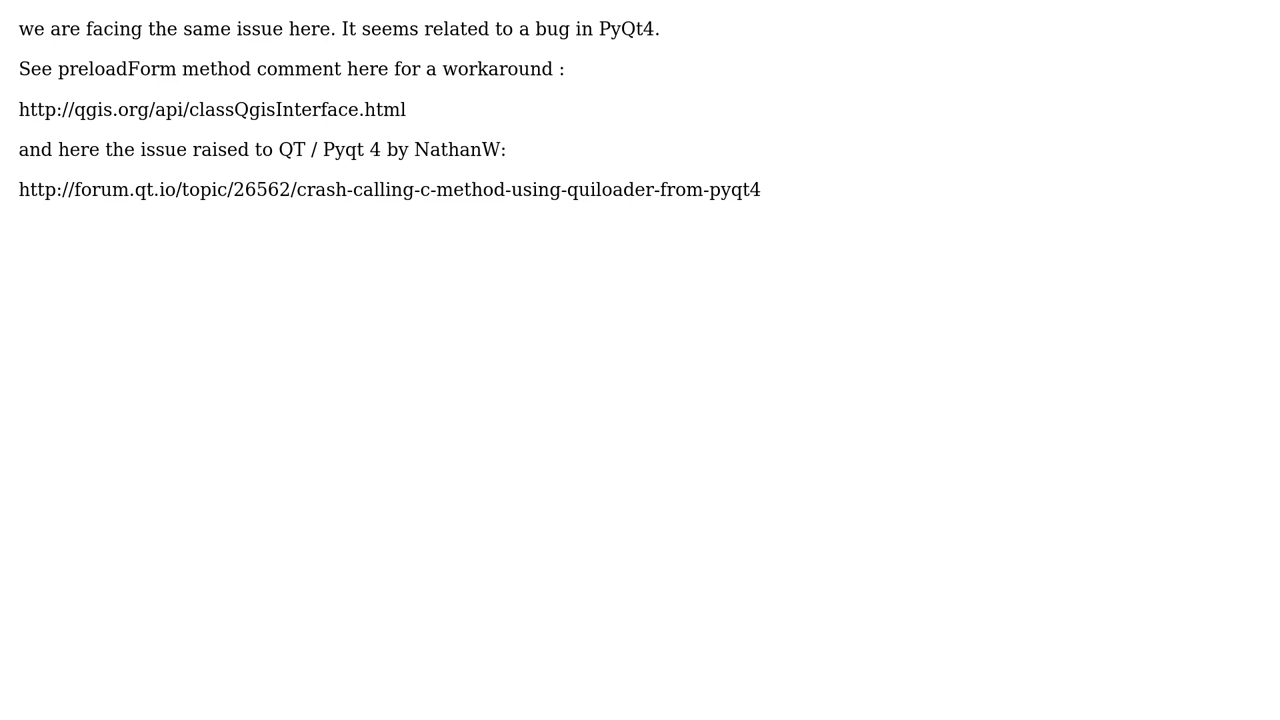 we are facing the same issue here. It seems related to a bug in PyQt4.
See preloadForm method comment here for a workaround :
http://qgis.org/api/classQgisInterface.html
and here the issue raised to QT / Pyqt 4 by NathanW:
http://forum.qt.io/topic/26562/crash-calling-c-method-using-quiloader-from-pyqt4